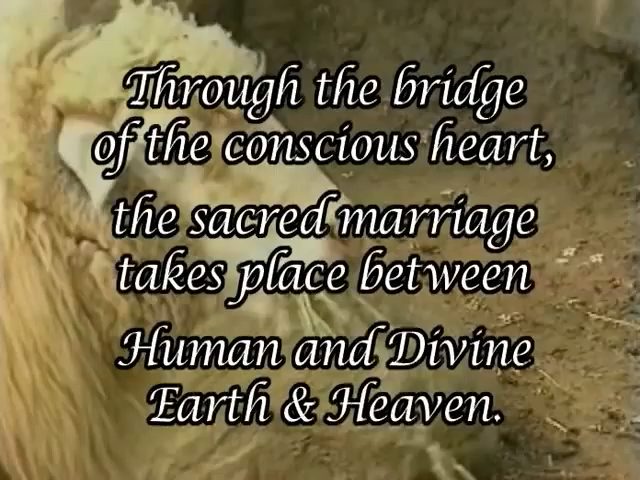 Through the bridge
of the conscious heart,
the sacred marriage
takes place between
Human and Divine
Earth & Heaven.